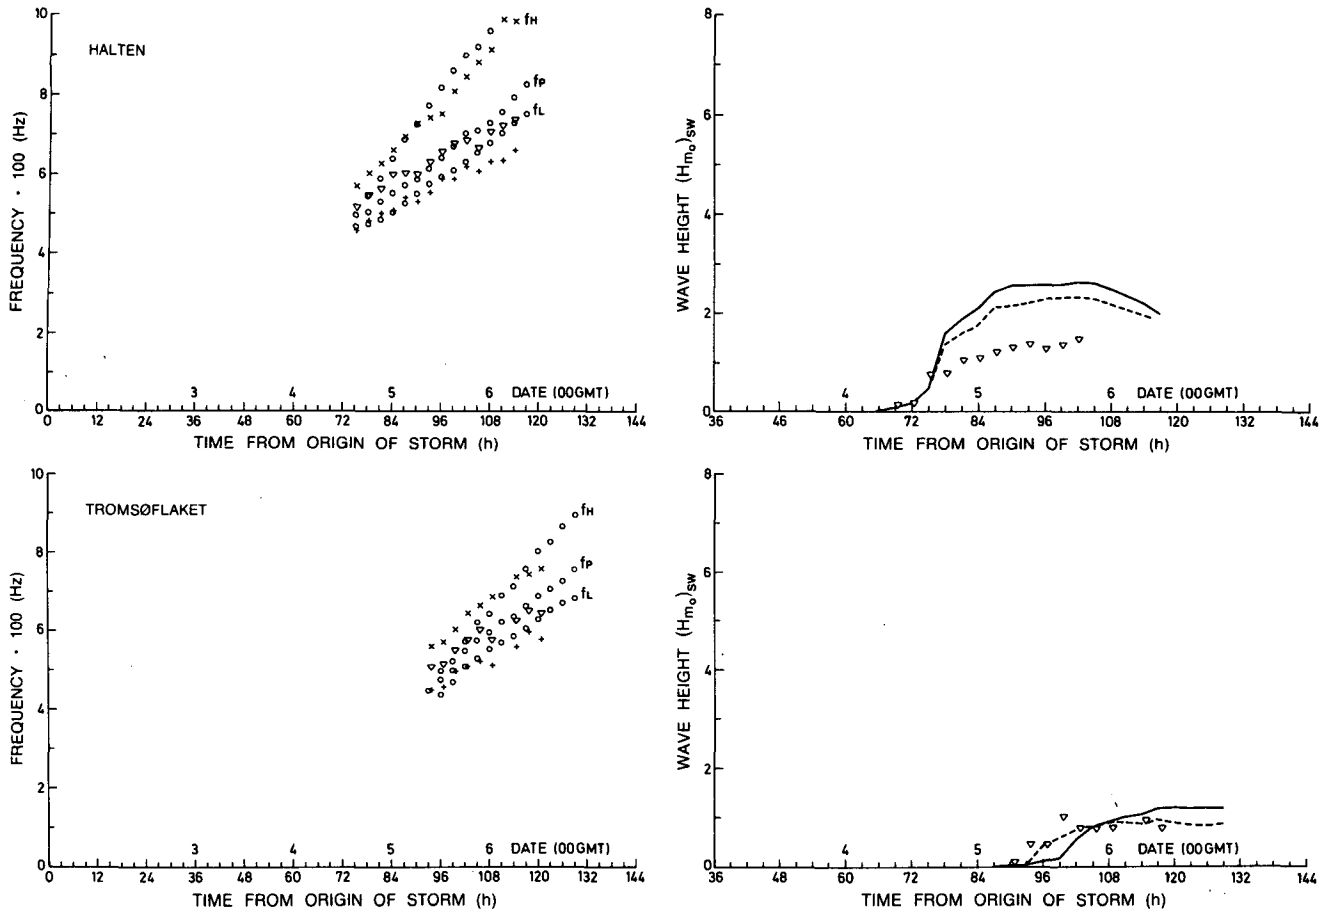 10
8
6
4
2
0
FREQUENCY · 100 (Hz)
HALTEN
fH
fP
fL
3 4 5 6 DATE (00GMT)
0 12 24 36 48 60 72 84 96 108 120 132 144
TIME FROM ORIGIN OF STORM (h)
8
6
4
2
0
WAVE HEIGHT (Hmo)SW
4 5 6 DATE (00GMT)
36 48 60 72 84 96 108 120 132 144
TIME FROM ORIGIN OF STORM (h)
10
8
6
4
2
0
FREQUENCY · 100 (Hz)
TROMSØFLAKET
fH
fP
fL
3 4 5 6 DATE (00GMT)
0 12 24 36 48 60 72 84 96 108 120 132 144
TIME FROM ORIGIN OF STORM (h)
8
6
4
2
0
WAVE HEIGHT (Hmo)SW
4 5 6 DATE (00GMT)
36 48 60 72 84 96 108 120 132 144
TIME FROM ORIGIN OF STORM (h)